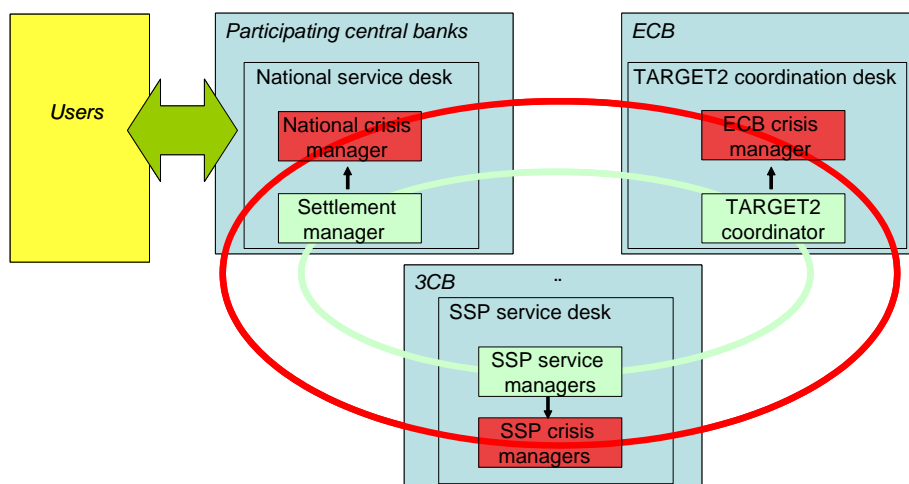 Participating central banks
ECB
National service desk
TARGET2 coordination desk
Users
National crisis
manager
ECB crisis
manager
Settlement
manager
TARGET2
coordinator
3CB
¨
SSP service desk
SSP service
managers
SSP crisis
managers